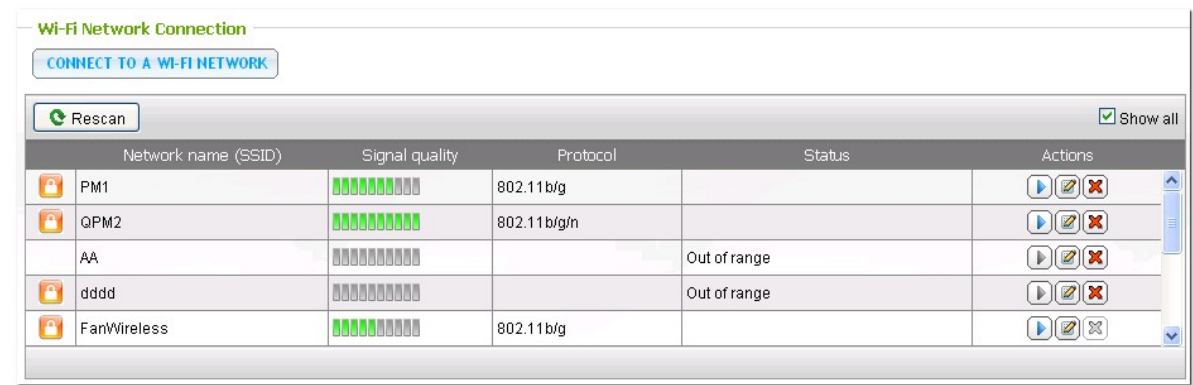 Wi-Fi Network Connection
CONNECT TO A WI-FI NETWORK
Rescan Show all
Network name (SSID) Signal quality Protocol Status Actions
PM1 802.11b/g
QPM2 802.11b/g/n
AA Out of range
dddd Out of range
FanWireless 802.11b/g